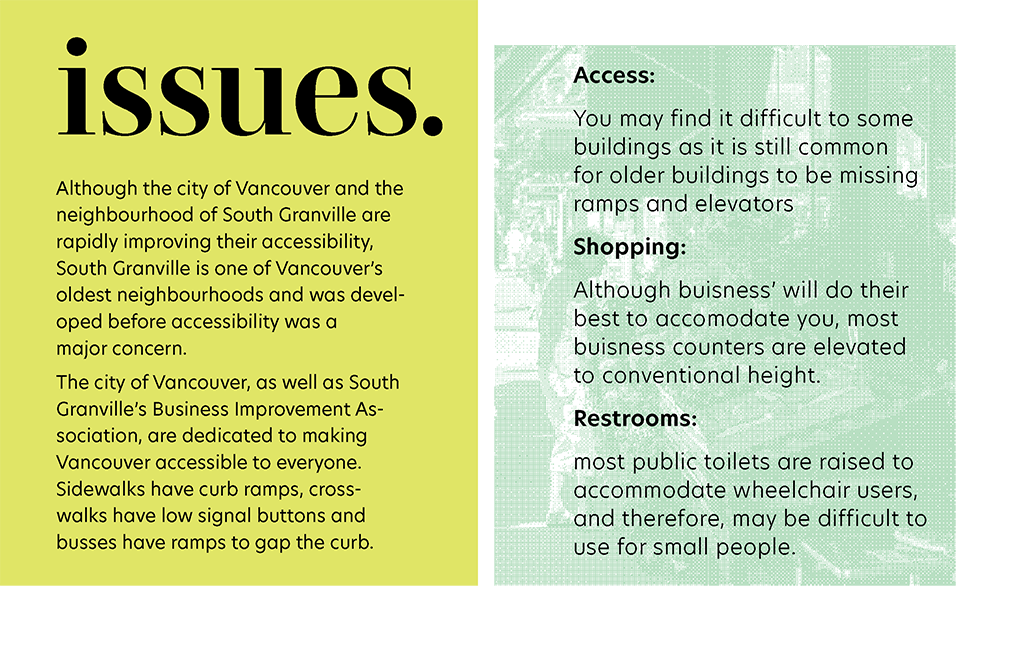 issues.
Although the city of Vancouver and the
neighbourhood of South Granville are
rapidly improving their accessibility,
South Granville is one of Vancouver’s
oldest neighbourhoods and was devel-
oped before accessibility was a
major concern.
The city of Vancouver, as well as South
Granville’s Business Improvement As-
sociation, are dedicated to making
Vancouver accessible to everyone.
Sidewalks have curb ramps, cross-
walks have low signal buttons and
busses have ramps to gap the curb.
Access:
You may find it difficult to some
buildings as it is still common
for older buildings to be missing
ramps and elevators
Shopping:
Although buisness’ will do their
best to accomodate you, most
buisness counters are elevated
to conventional height.
Restrooms:
most public toilets are raised to
accommodate wheelchair users,
and therefore, may be difficult to
use for small people.